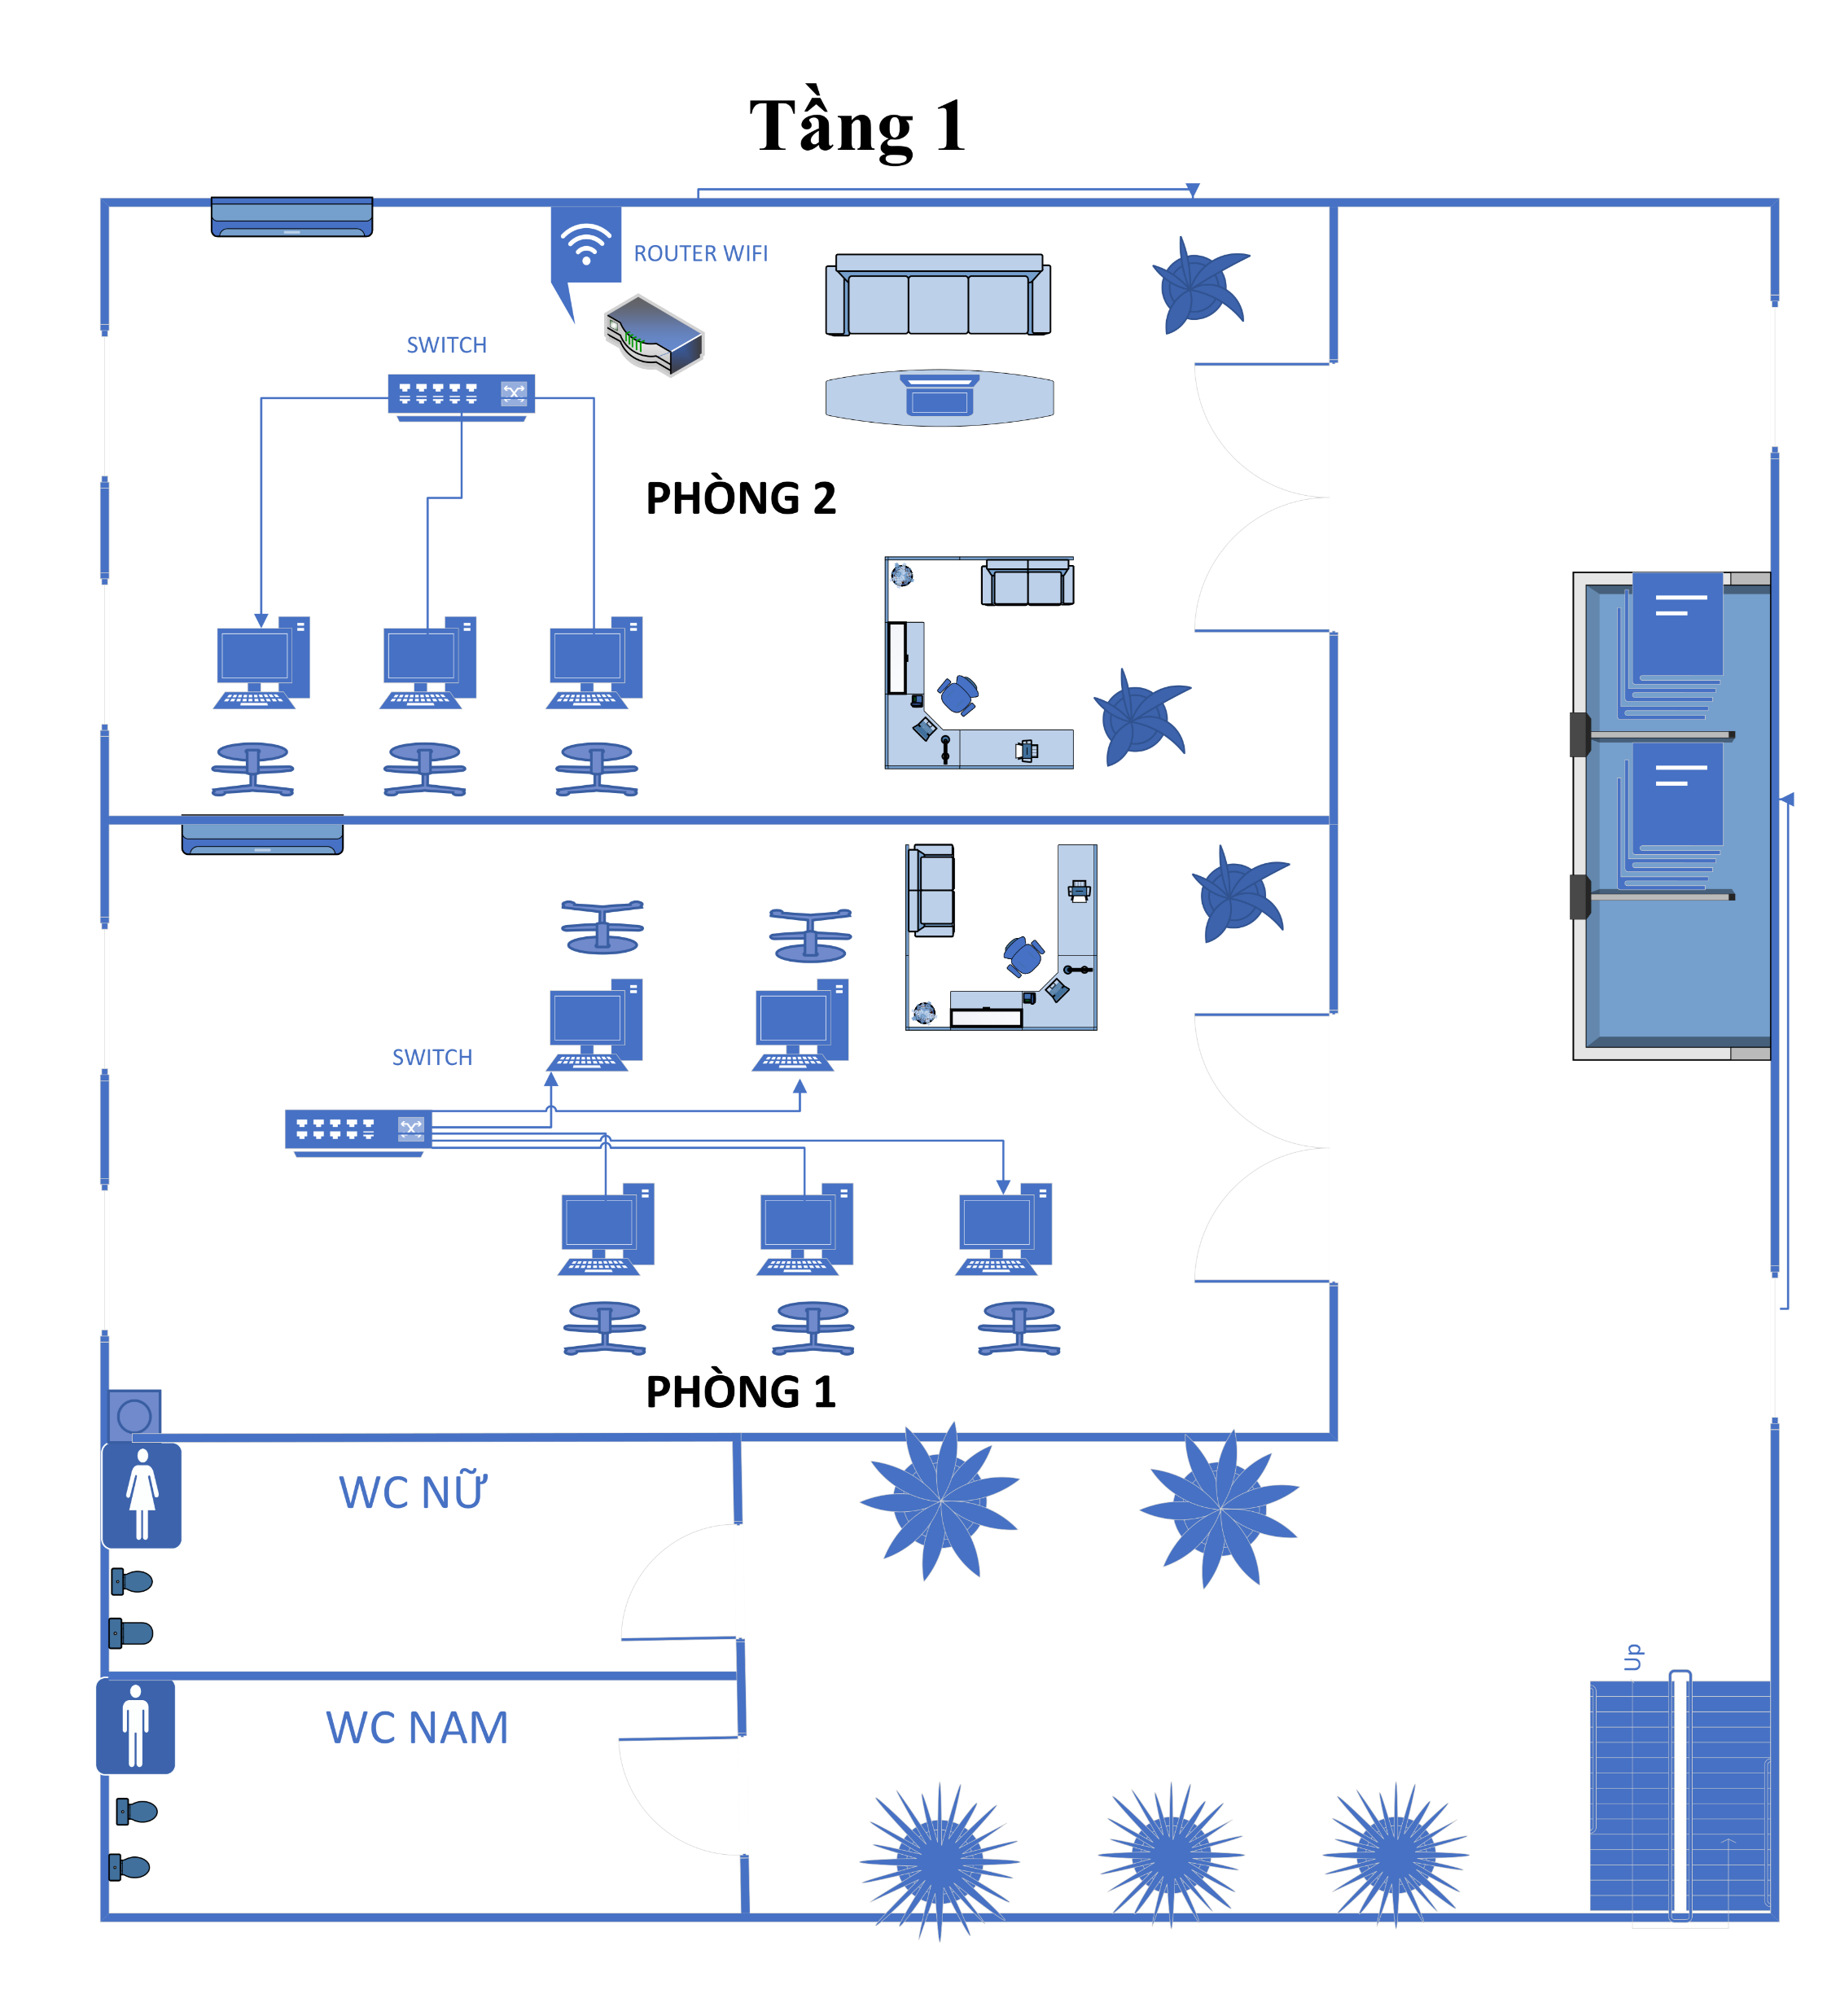 Tầng 1
ROUTER WIFI
SWITCH
PHÒNG 2
SWITCH
PHÒNG 1
WC NỮ
Up
WC NAM